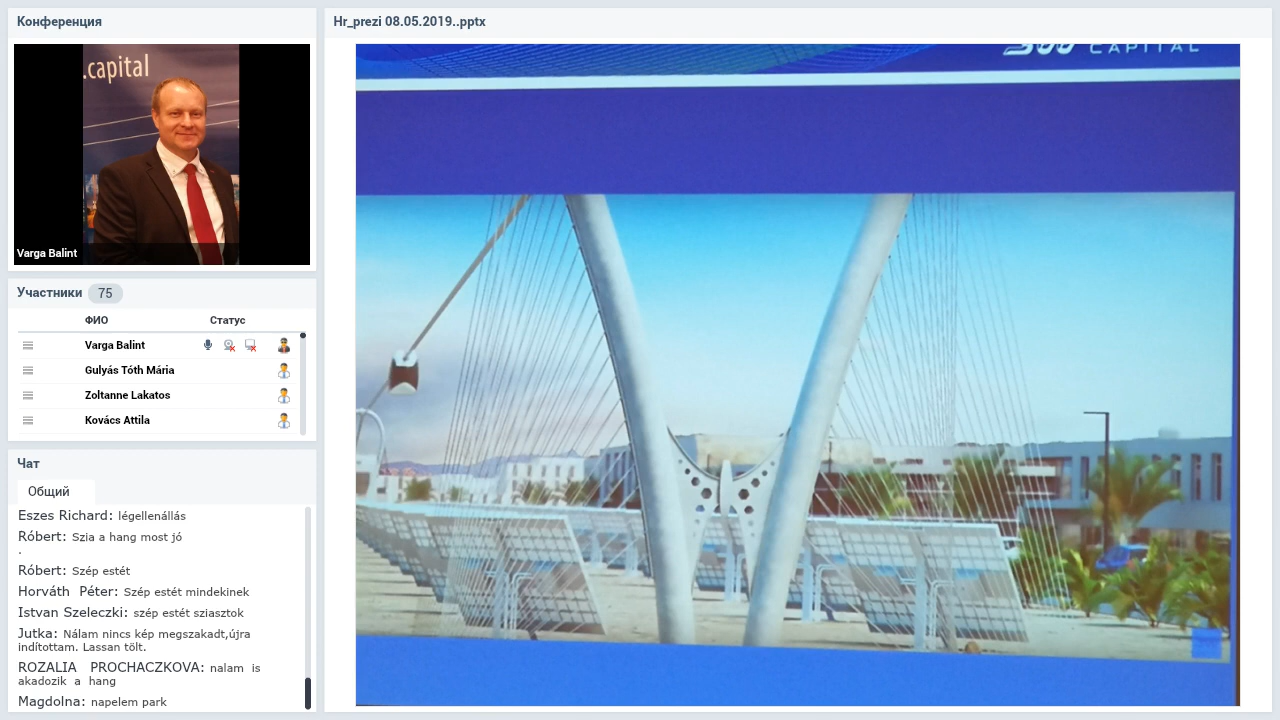 Конференция
.capital
Varga Balint
Участники 75
ФИО Статус
Varga Balint
Gulyás Tóth Mária
Zoltanne Lakatos
Kovács Attila
Чат
Общий
Eszes Richard: légellenállás
Róbert: Szia a hang most jó
.
Róbert: Szép estét
Horváth Péter: Szép estét mindekinek
Istvan Szeleczki: szép estét sziasztok
Jutka: Nálam nincs kép megszakadt,újra
indítottam. Lassan tölt.
ROZALIA PROCHACZKOVA: nalam is
akadozik a hang
Magdolna: napelem park
Hr_prezi 08.05.2019..pptx
CAPITAL